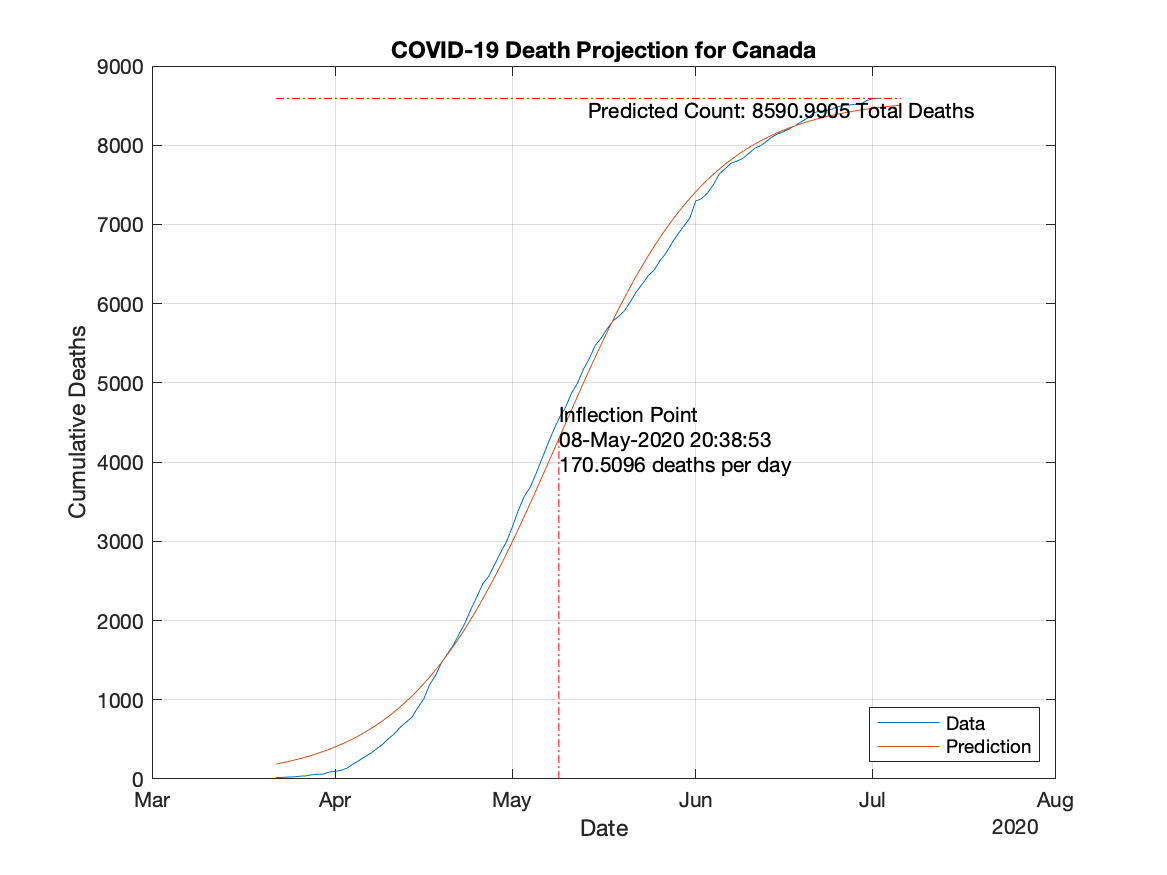 COVID-19 Death Projection for Canada
9000
8000
7000
6000
5000
4000
3000
2000
1000
0
Cumulative Deaths
Predicted Count: 8590.9905 Total Deaths
Inflection Point
08-May-2020 20:38:53
170.5096 deaths per day
Data
Prediction
Mar Apr May Jun Jul Aug
Date
2020